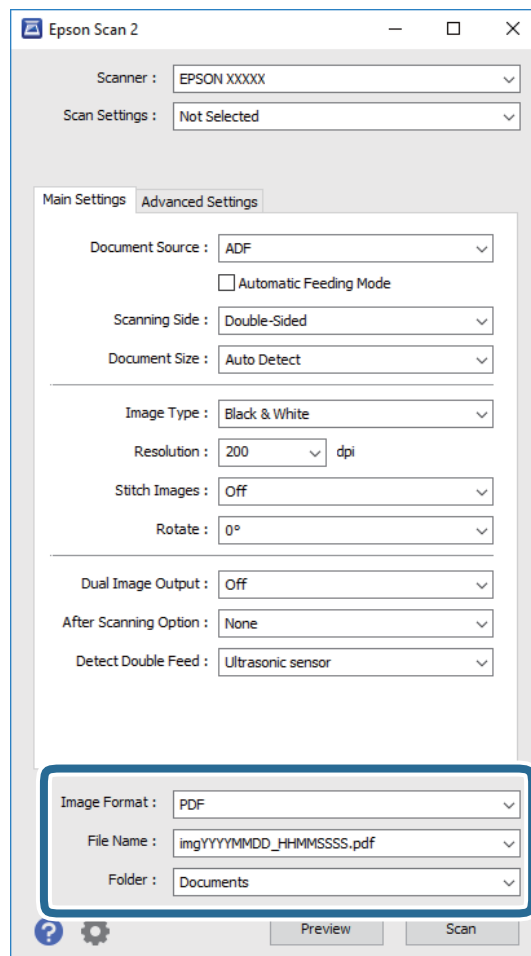 Epson Scan 2
Scanner : EPSON XXXXX
Scan Settings : Not Selected
Main Settings Advanced Settings
Document Source : ADF
Automatic Feeding Mode
Scanning Side : Double-Sided
Document Size : Auto Detect
Image Type : Black & White
Resolution : 200 dpi
Stitch Images : Off
Rotate : 0°
Dual Image Output : Off
After Scanning Option : None
Detect Double Feed : Ultrasonic sensor
Image Format : PDF
File Name : imgYYYYMMDD_HHMMSSSS.pdf
Folder : Documents
? Preview Scan